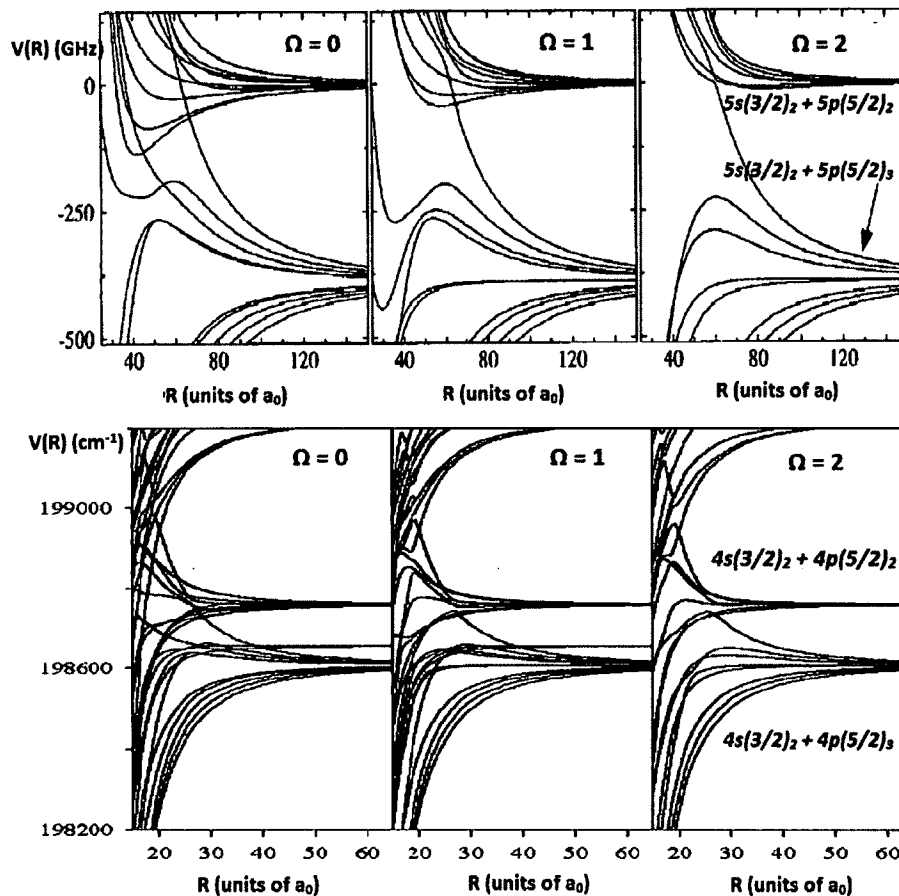 V(R) (GHz)
Ω = 0
Ω = 1
Ω = 2
0
5s(3/2)₂ + 5p(5/2)₂
5s(3/2)₂ + 5p(5/2)₃
-250
-500
40 80 120
40 80 120
40 80 120
R (units of a₀)
R (units of a₀)
R (units of a₀)
V(R) (cm⁻¹)
Ω = 0
Ω = 1
Ω = 2
199000
4s(3/2)₂ + 4p(5/2)₂
198600
4s(3/2)₂ + 4p(5/2)₃
198200
20 30 40 50 60
20 30 40 50 60
20 30 40 50 60
R (units of a₀)
R (units of a₀)
R (units of a₀)